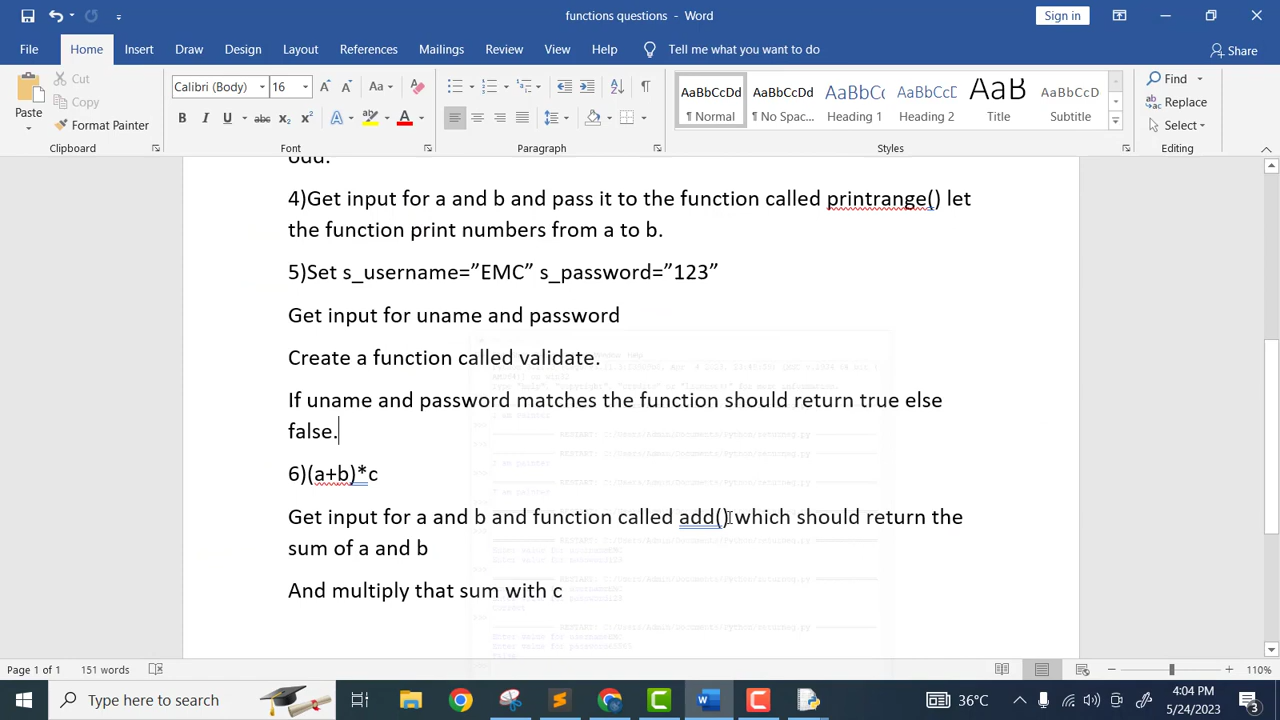 functions questions - Word
Sign in
File Home Insert Draw Design Layout References Mailings Review View Help Tell me what you want to do Share
Paste
Cut
Copy
Format Painter
Clipboard
Calibri (Body) 16
Font
Paragraph
AaBbCcDd AaBbCcDd AaBbCc AaBbCcD AaB AaBbCcD
¶ Normal ¶ No Spac... Heading 1 Heading 2 Title Subtitle
Styles
Find
Replace
Select
Editing
odd.
4)Get input for a and b and pass it to the function called printrange() let
the function print numbers from a to b.
5)Set s_username=”EMC” s_password=”123”
Get input for uname and password
Create a function called validate.
If uname and password matches the function should return true else
false.
6)(a+b)*c
Get input for a and b and function called add() which should return the
sum of a and b
And multiply that sum with c
Page 1 of 1 151 words 110%
Type here to search
36°C
4:04 PM
5/24/2023
3